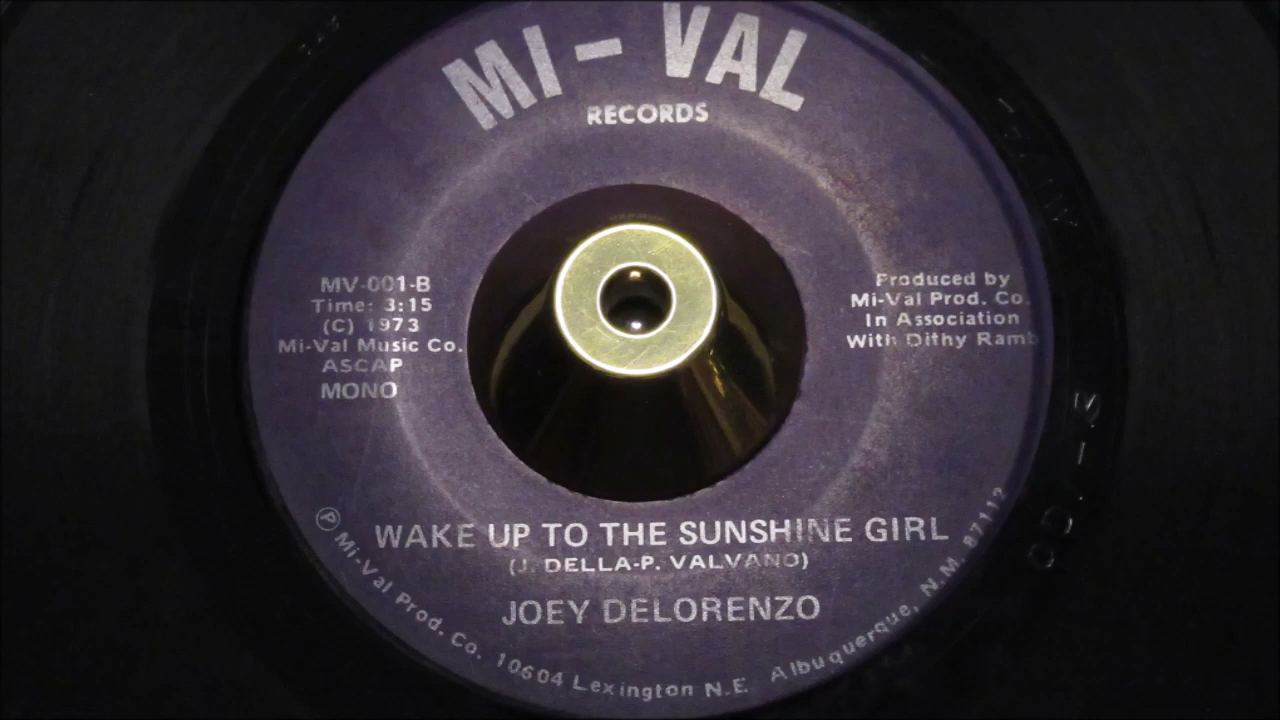 MI-VAL
RECORDS
MV-001-B
Time: 3:15
(C) 1973
Mi-Val Music Co.
ASCAP
MONO
Produced by
Mi-Val Prod. Co.
In Association
With Dithy Ramb
WAKE UP TO THE SUNSHINE GIRL
(J. DELLA-P. VALVANO)
JOEY DELORENZO
Ⓟ Mi-Val Prod. Co. 10604 Lexington N.E. Albuquerque, N.M. 87112